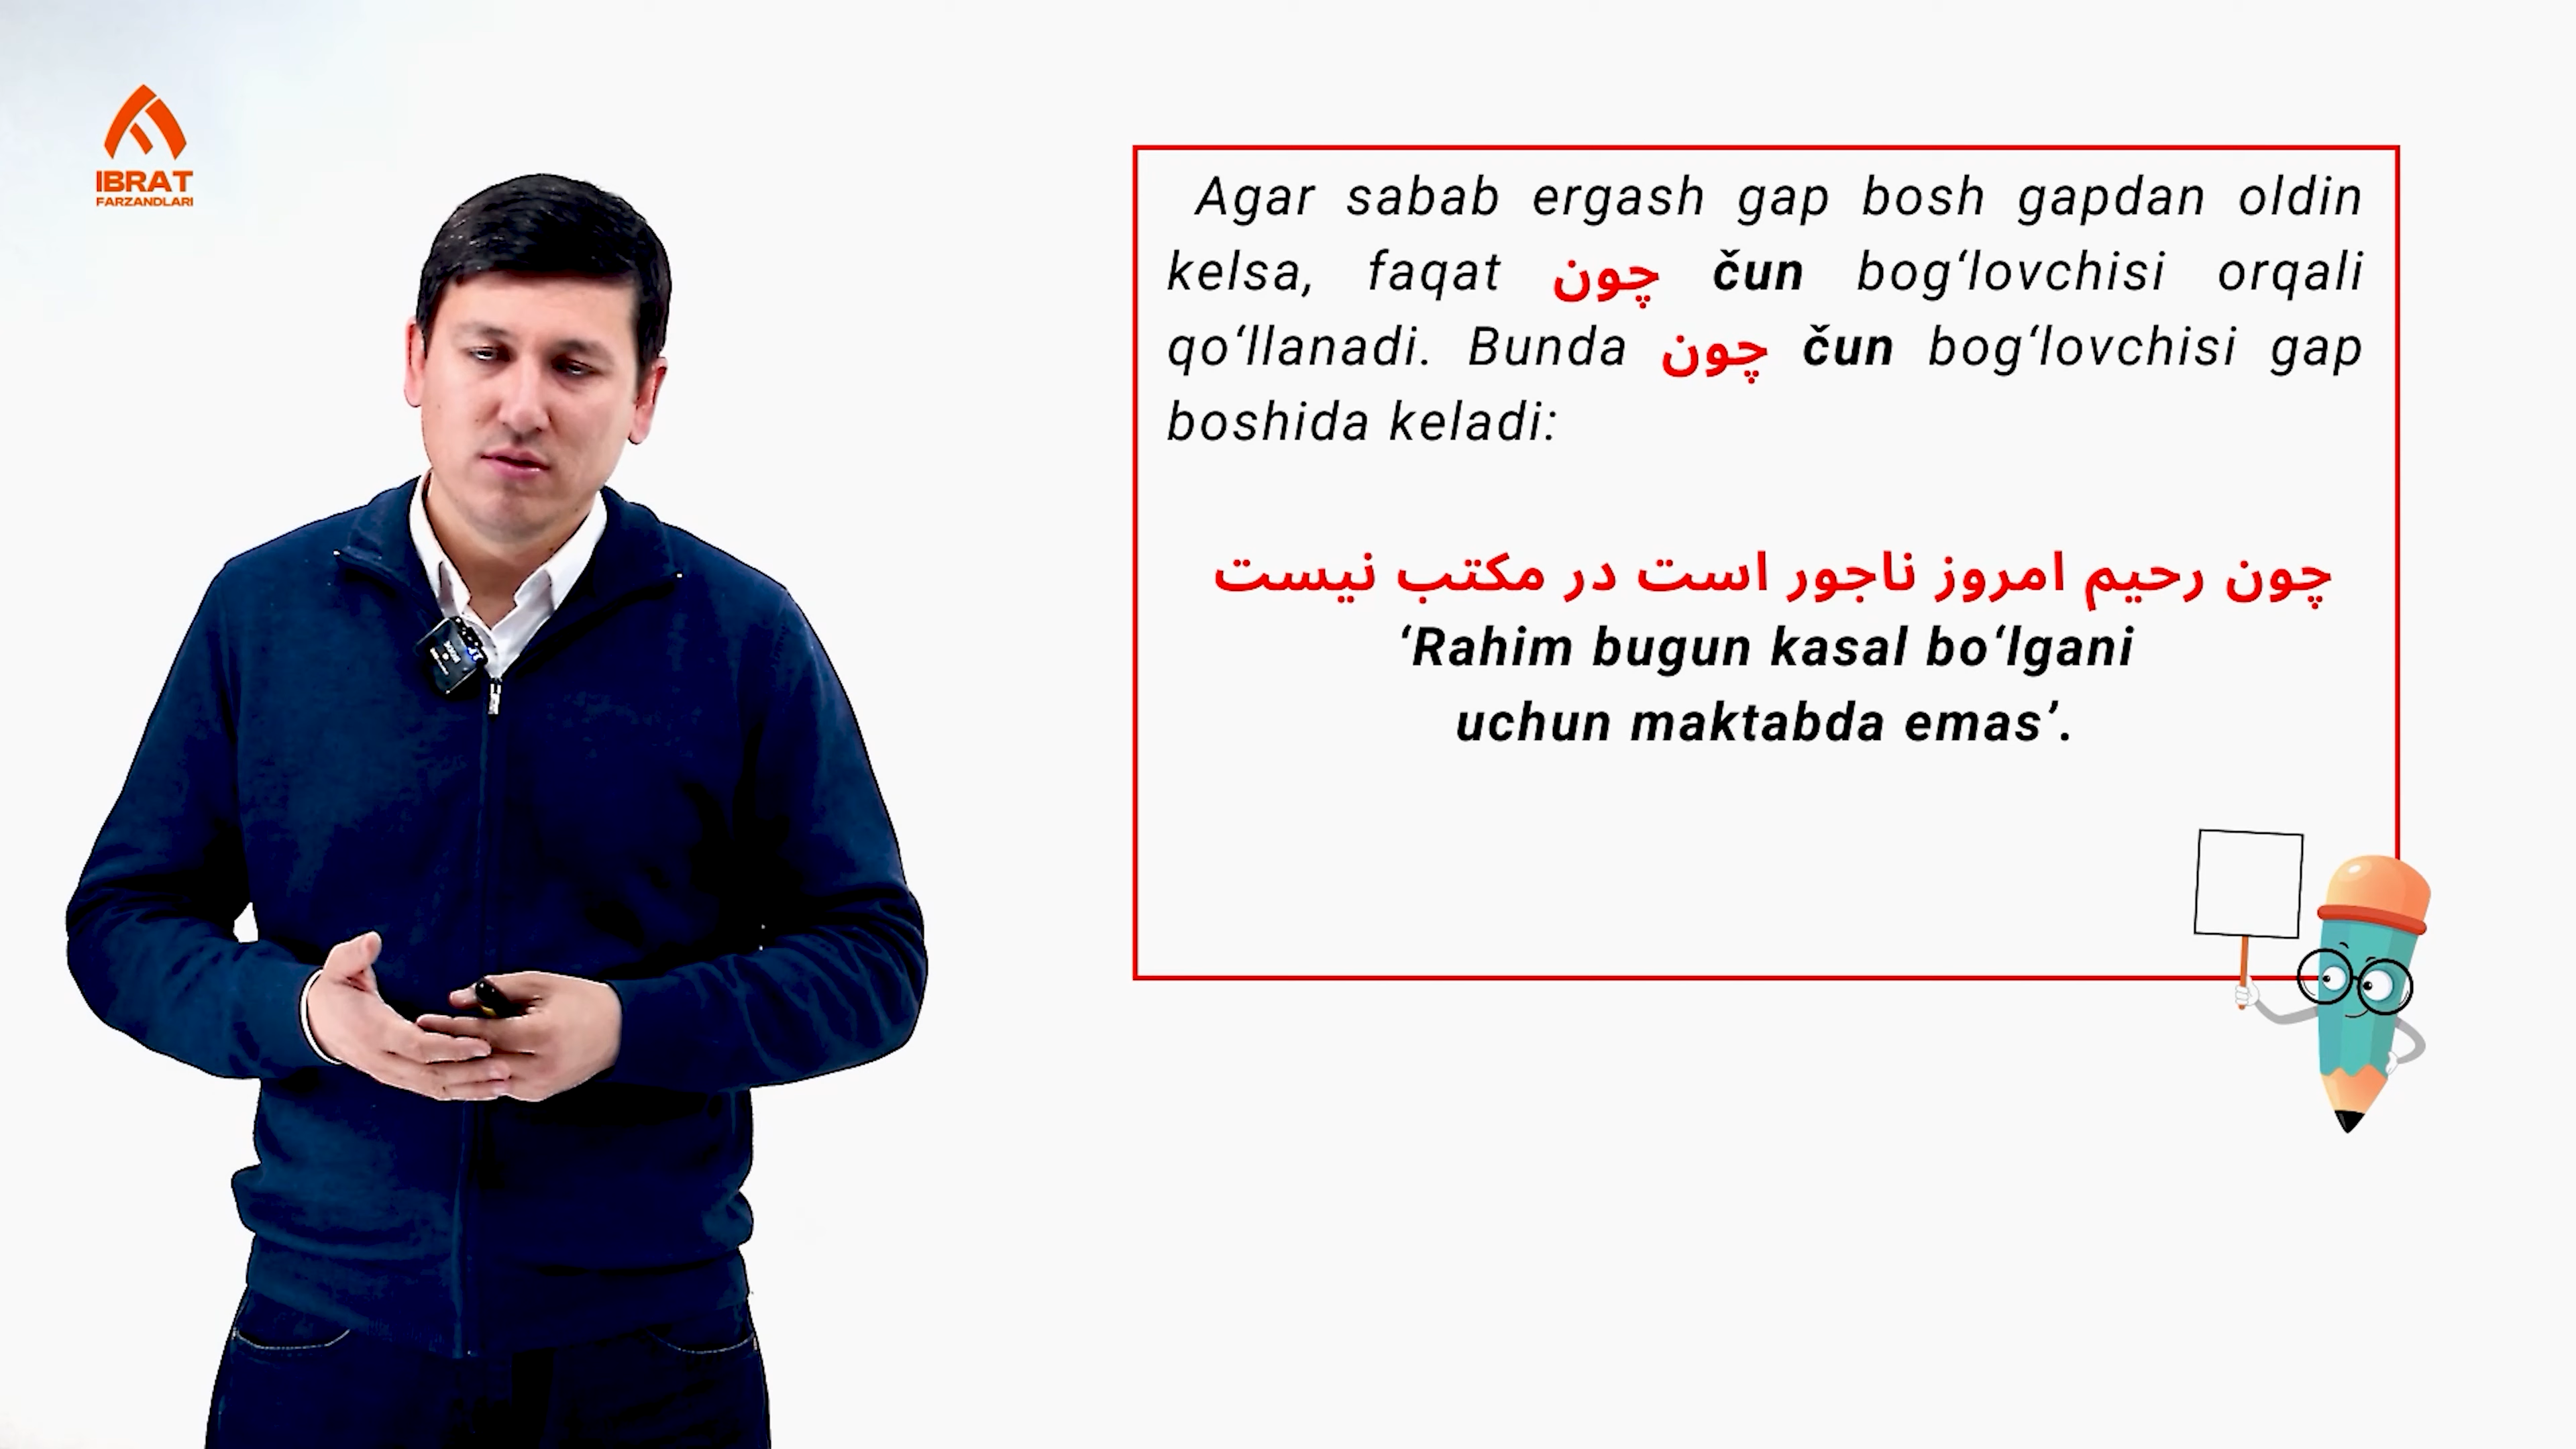 IBRAT
FARZANDLARI
Agar sabab ergash gap bosh gapdan oldin
kelsa, faqat چون čun bog‘lovchisi orqali
qo‘llanadi. Bunda چون čun bog‘lovchisi gap
boshida keladi:
چون رحیم امروز ناجور است در مکتب نیست
‘Rahim bugun kasal bo‘lgani
uchun maktabda emas’.